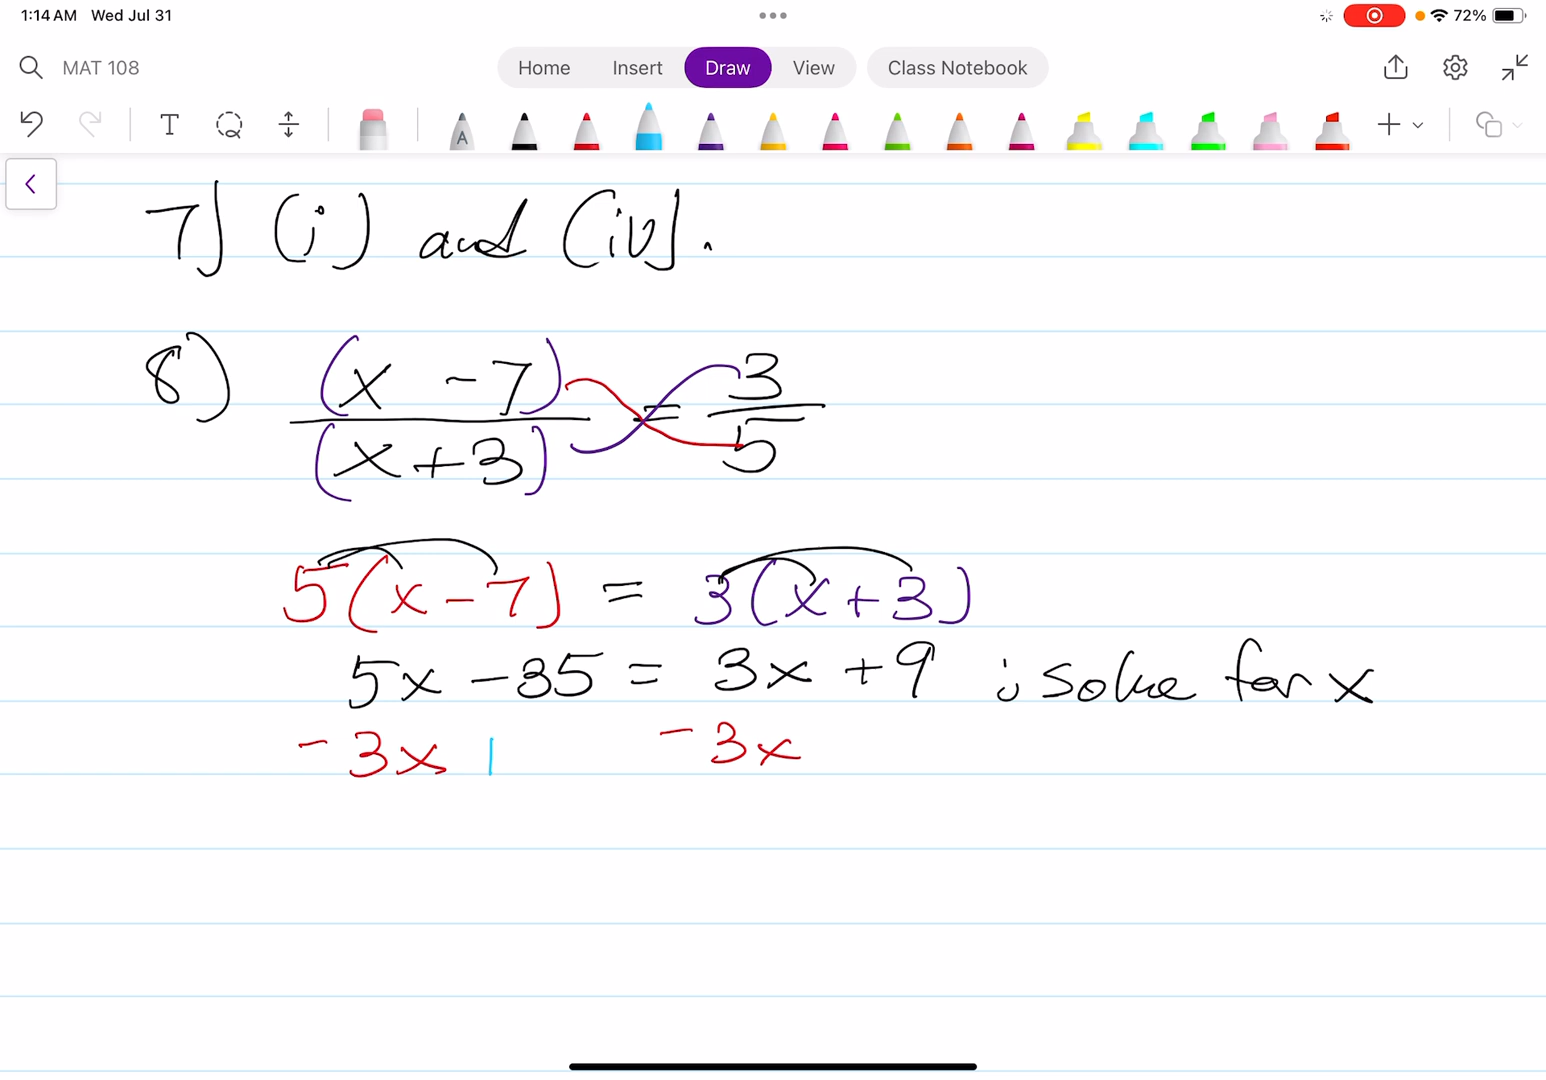 1:14 AM Wed Jul 31 72%
MAT 108 Home Insert Draw View Class Notebook
T A
7) (i) and (iv).
8) (x - 7) / (x + 3) = 3 / 5
5(x - 7) = 3(x + 3)
5x - 35 = 3x + 9 ; solve for x
- 3x - 3x